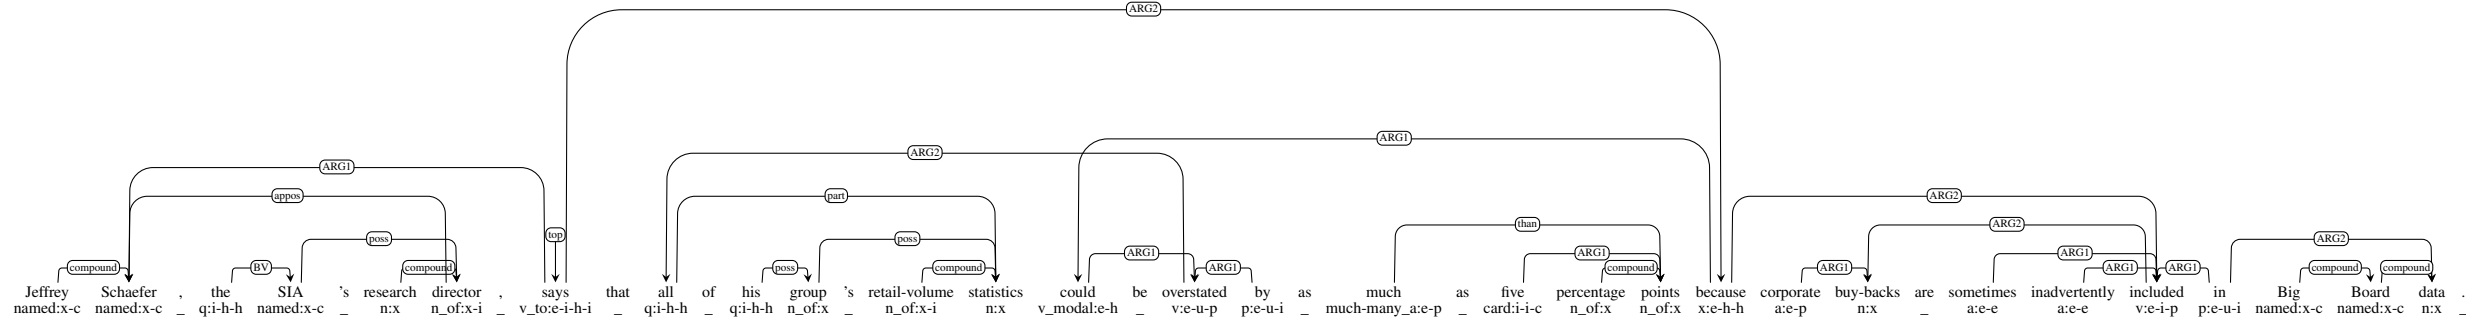 ARG2
ARG1
ARG2
ARG1
appos part ARG2
than ARG2
top
poss poss ARG2
ARG1 ARG1 ARG1
compound BV compound poss compound ARG1 compound ARG1 ARG1 ARG1 compound compound
Jeffrey Schaefer , the SIA 's research director , says that all of his group 's retail-volume statistics could be overstated by as much as five percentage points because corporate buy-backs are sometimes inadvertently included in Big Board data .
named:x-c named:x-c _ q:i-h-h named:x-c _ n:x n_of:x-i _ v_to:e-i-h-i _ q:i-h-h _ q:i-h-h n_of:x _ n_of:x-i n:x v_modal:e-h _ v:e-u-p p:e-u-i _ much-many_a:e-p _ card:i-i-c n_of:x n_of:x x:e-h-h a:e-p n:x _ a:e-e a:e-e v:e-i-p p:e-u-i named:x-c named:x-c n:x _